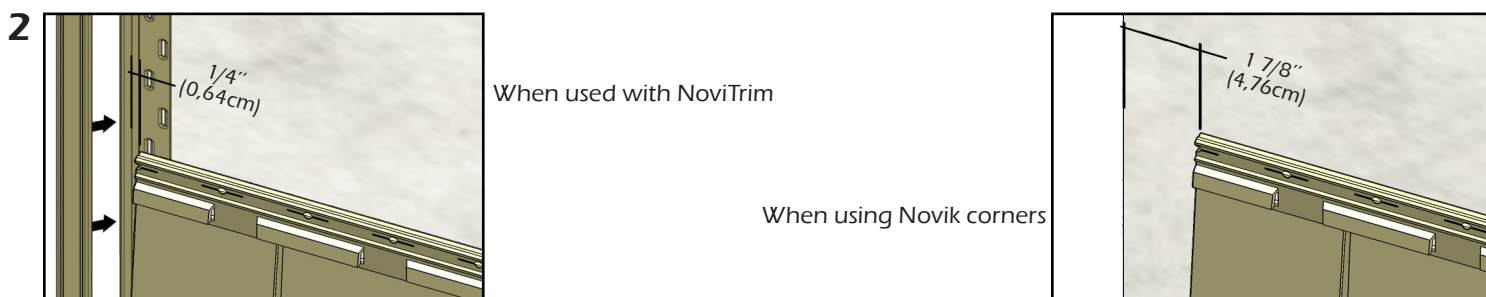 2
1/4’’
(0,64cm)
When used with NoviTrim
When using Novik corners
1 7/8’’
(4,76cm)